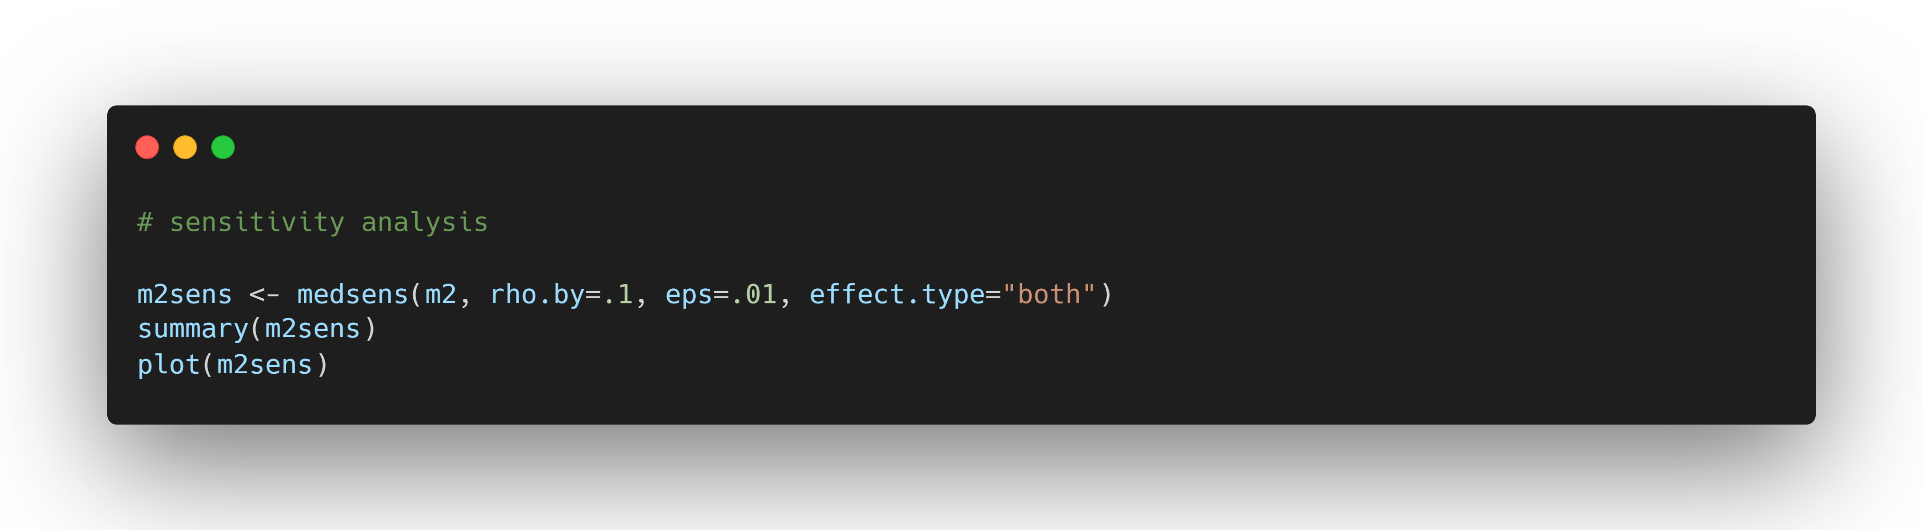 # sensitivity analysis
m2sens <- medsens(m2, rho.by=.1, eps=.01, effect.type="both")
summary(m2sens)
plot(m2sens)